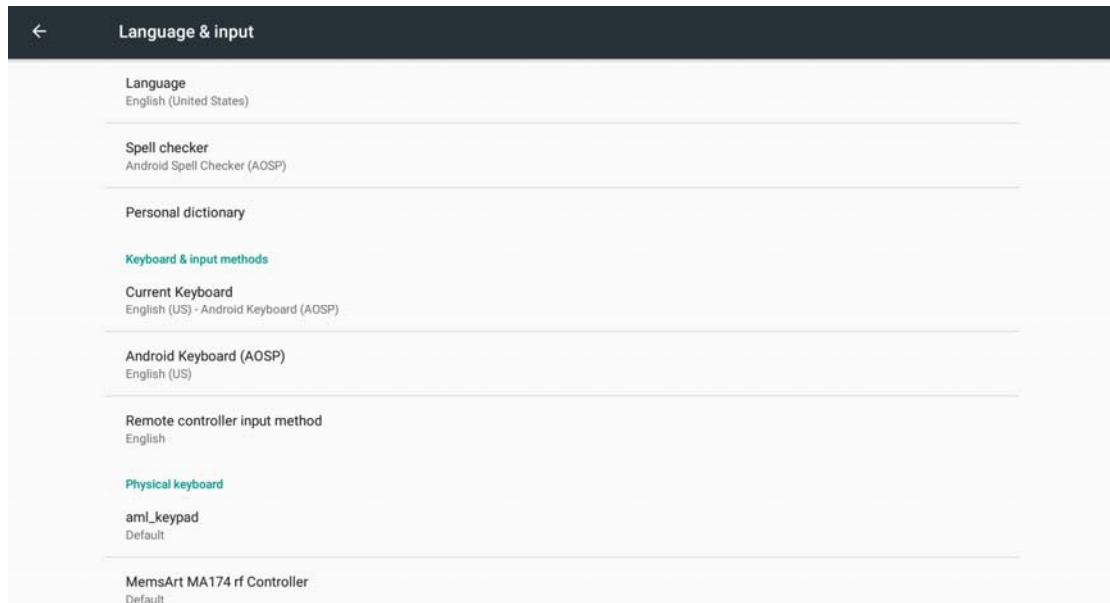 Language & input
Language
English (United States)
Spell checker
Android Spell Checker (AOSP)
Personal dictionary
Keyboard & input methods
Current Keyboard
English (US) - Android Keyboard (AOSP)
Android Keyboard (AOSP)
English (US)
Remote controller input method
English
Physical keyboard
aml_keypad
Default
MemsArt MA174 rf Controller
Default